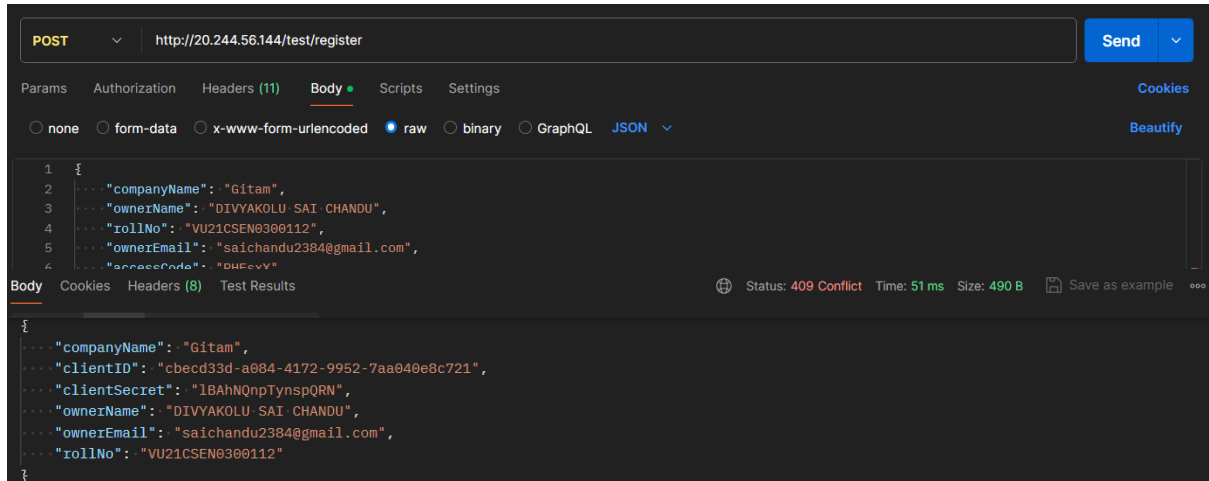 POST http://20.244.56.144/test/register Send
Params Authorization Headers (11) Body Scripts Settings Cookies
none form-data x-www-form-urlencoded raw binary GraphQL JSON Beautify
1 {
2 "companyName": "Gitam",
3 "ownerName": "DIVYAKOLU SAI CHANDU",
4 "rollNo": "VU21CSEN0300112",
5 "ownerEmail": "saichandu2384@gmail.com",
6 "accessCode":
Body Cookies Headers (8) Test Results Status: 409 Conflict Time: 51 ms Size: 490 B Save as example
{
"companyName": "Gitam",
"clientID": "cbecd33d-a084-4172-9952-7aa040e8c721",
"clientSecret": "lBAhNQnpTynspQRN",
"ownerName": "DIVYAKOLU SAI CHANDU",
"ownerEmail": "saichandu2384@gmail.com",
"rollNo": "VU21CSEN0300112"
}